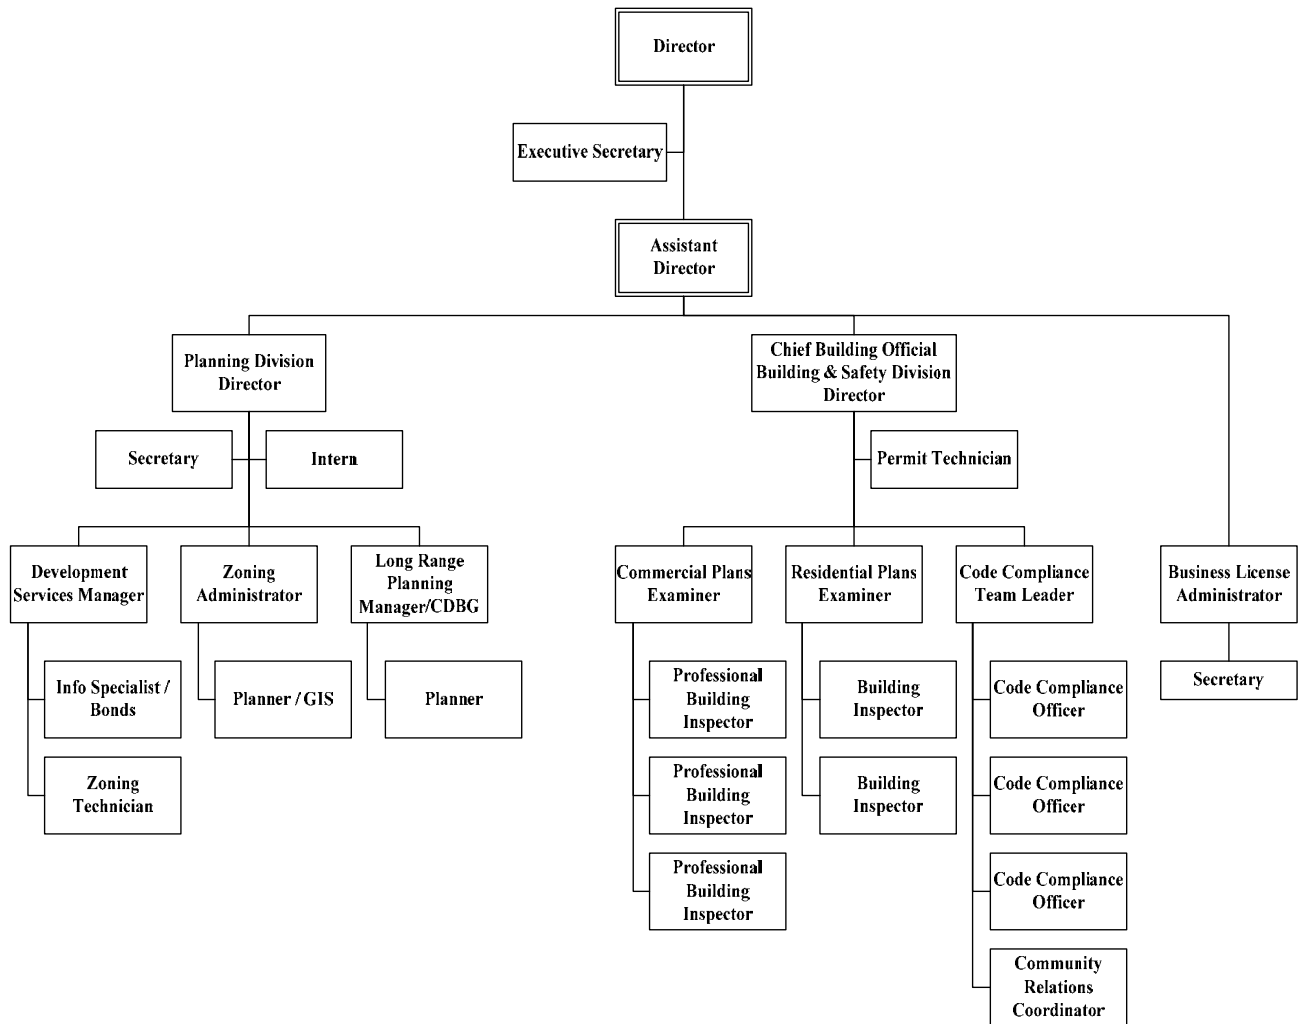 Director
Executive Secretary
Assistant
Director
Planning Division
Director
Chief Building Official
Building & Safety Division
Director
Secretary
Intern
Permit Technician
Development
Services Manager
Zoning
Administrator
Long Range
Planning
Manager/CDBG
Commercial Plans
Examiner
Residential Plans
Examiner
Code Compliance
Team Leader
Business License
Administrator
Info Specialist /
Bonds
Planner / GIS
Planner
Professional
Building
Inspector
Building
Inspector
Code Compliance
Officer
Secretary
Zoning
Technician
Professional
Building
Inspector
Building
Inspector
Code Compliance
Officer
Professional
Building
Inspector
Code Compliance
Officer
Community
Relations
Coordinator